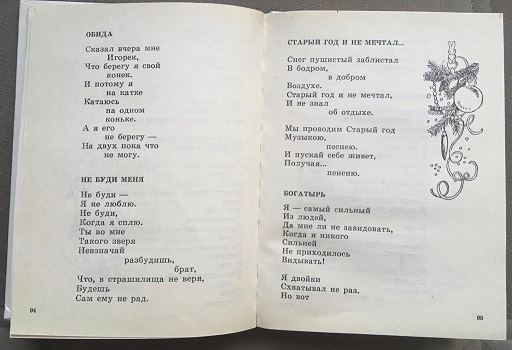 ОБИДА
Сказал вчера мне
Игорек,
Что берегу я свой
конек.
И потому я
на катке
Катаюсь
на одном
коньке.
А я его
не берегу —
На двух пока что
не могу.
НЕ БУДИ МЕНЯ
Не буди —
Я не люблю.
Не буди,
Когда я сплю.
Ты во мне
Такого зверя
Невзначай
разбудишь,
брат,
Что, в страшилища не веря,
Будешь
Сам ему не рад.
94
СТАРЫЙ ГОД И НЕ МЕЧТАЛ...
Снег пушистый заблистал
В бодром,
в добром
Воздухе.
Старый год и не мечтал,
И не знал
об отдыхе.
Мы проводим Старый год
Музыкою,
песнею.
И пускай себе живет,
Получая...
пенсию.
БОГАТЫРЬ
Я — самый сильный
Из людей,
Да мне ли не завидовать,
Когда и никого
Сильней
Не приходилось
Видывать!
Я двойки
Схватывал не раз.
Но вот
95